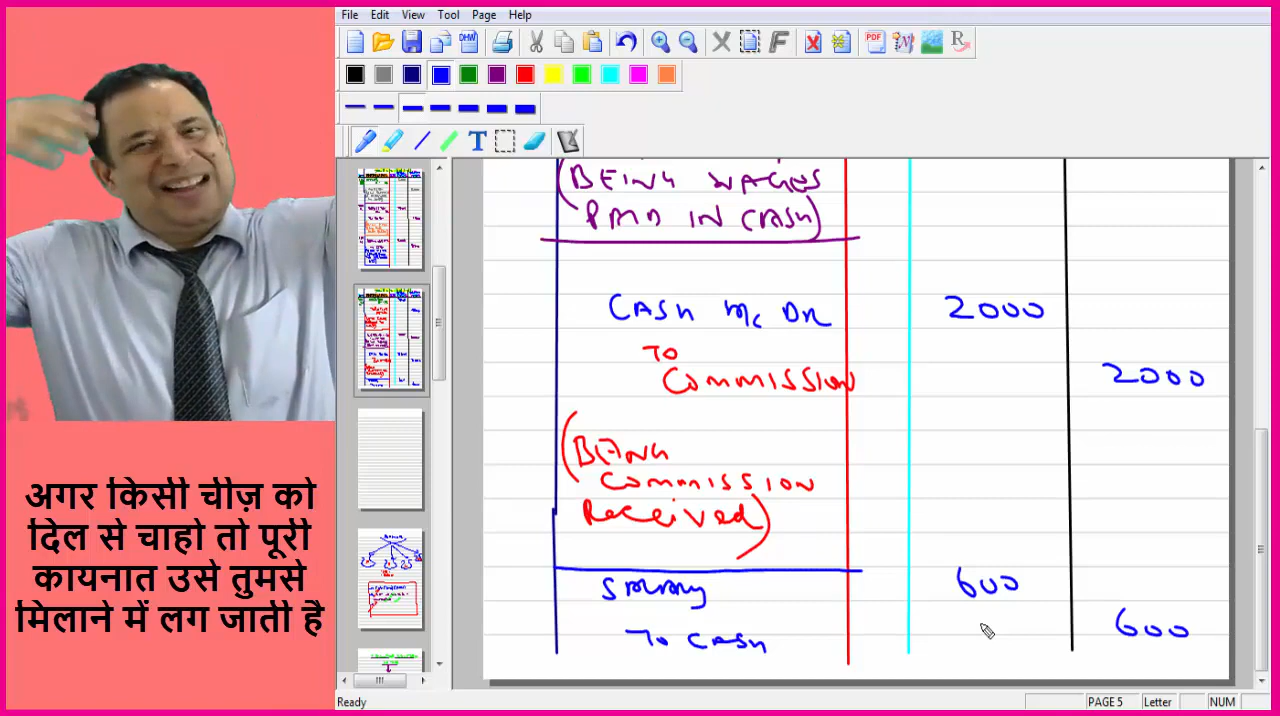 File Edit View Tool Page Help
(BEING WAGES
PAID IN CASH)
CASH A/C DR 2000
TO
COMMISSION 2000
(BEING
COMMISSION
Received)
SALARY 600
To CASH 600
अगर किसी चीज़ को
दिल से चाहो तो पूरी
कायनात उसे तुमसे
मिलाने में लग जाती है
Ready PAGE 5 Letter NUM